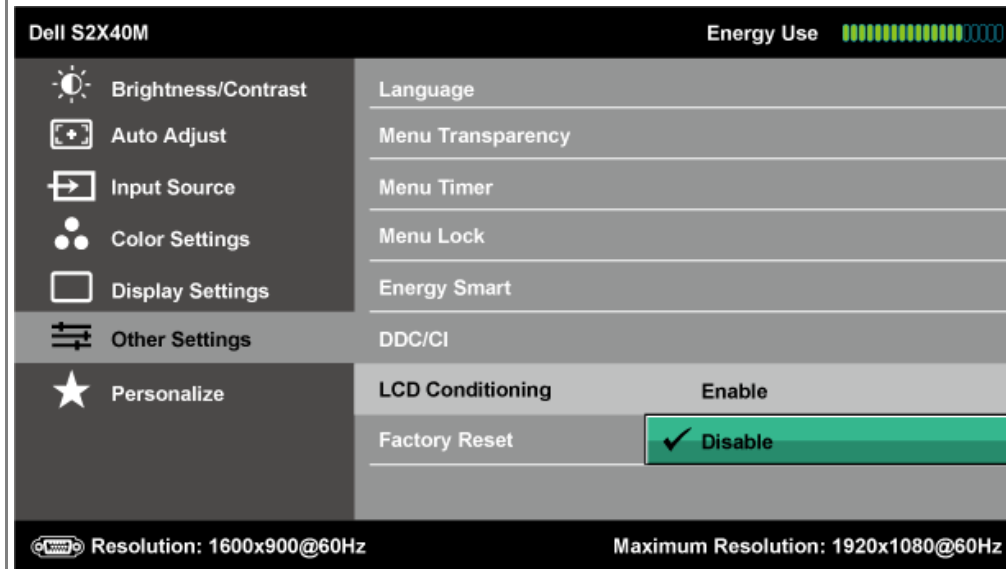 Dell S2X40M Energy Use
Brightness/Contrast Language
Auto Adjust Menu Transparency
Input Source Menu Timer
Color Settings Menu Lock
Display Settings Energy Smart
Other Settings DDC/CI
Personalize LCD Conditioning Enable
Factory Reset Disable
Resolution: 1600x900@60Hz Maximum Resolution: 1920x1080@60Hz